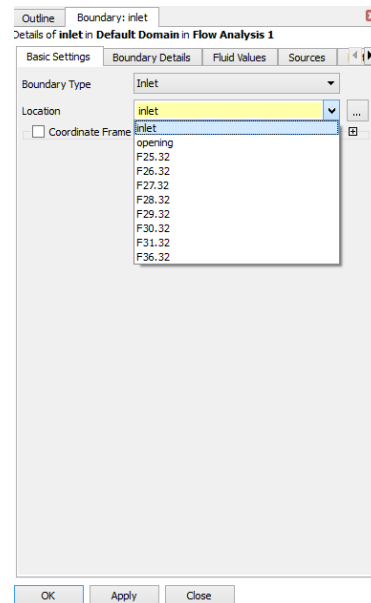 Outline Boundary: inlet
Details of inlet in Default Domain in Flow Analysis 1
Basic Settings Boundary Details Fluid Values Sources
Boundary Type Inlet
Location inlet ...
Coordinate Frame
inlet
opening
F25.32
F26.32
F27.32
F28.32
F29.32
F30.32
F31.32
F36.32
OK Apply Close